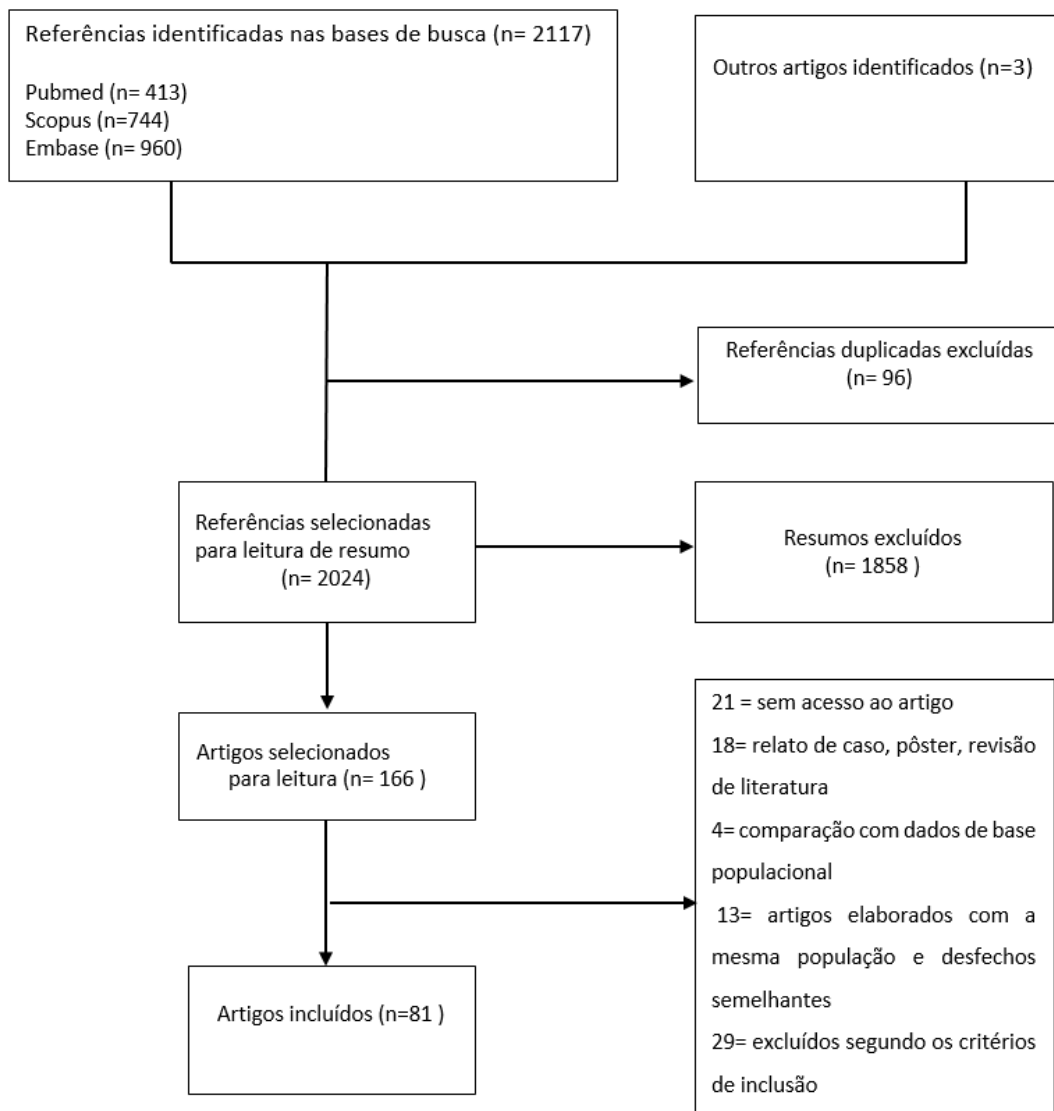 Referências identificadas nas bases de busca (n= 2117)
Pubmed (n= 413)
Scopus (n=744)
Embase (n= 960)
Outros artigos identificados (n=3)
Referências duplicadas excluídas
(n= 96)
Referências selecionadas
para leitura de resumo
(n= 2024)
Resumos excluídos
(n= 1858 )
Artigos selecionados
para leitura (n= 166 )
21 = sem acesso ao artigo
18= relato de caso, pôster, revisão
de literatura
4= comparação com dados de base
populacional
13= artigos elaborados com a
mesma população e desfechos
semelhantes
29= excluídos segundo os critérios
de inclusão
Artigos incluídos (n=81 )